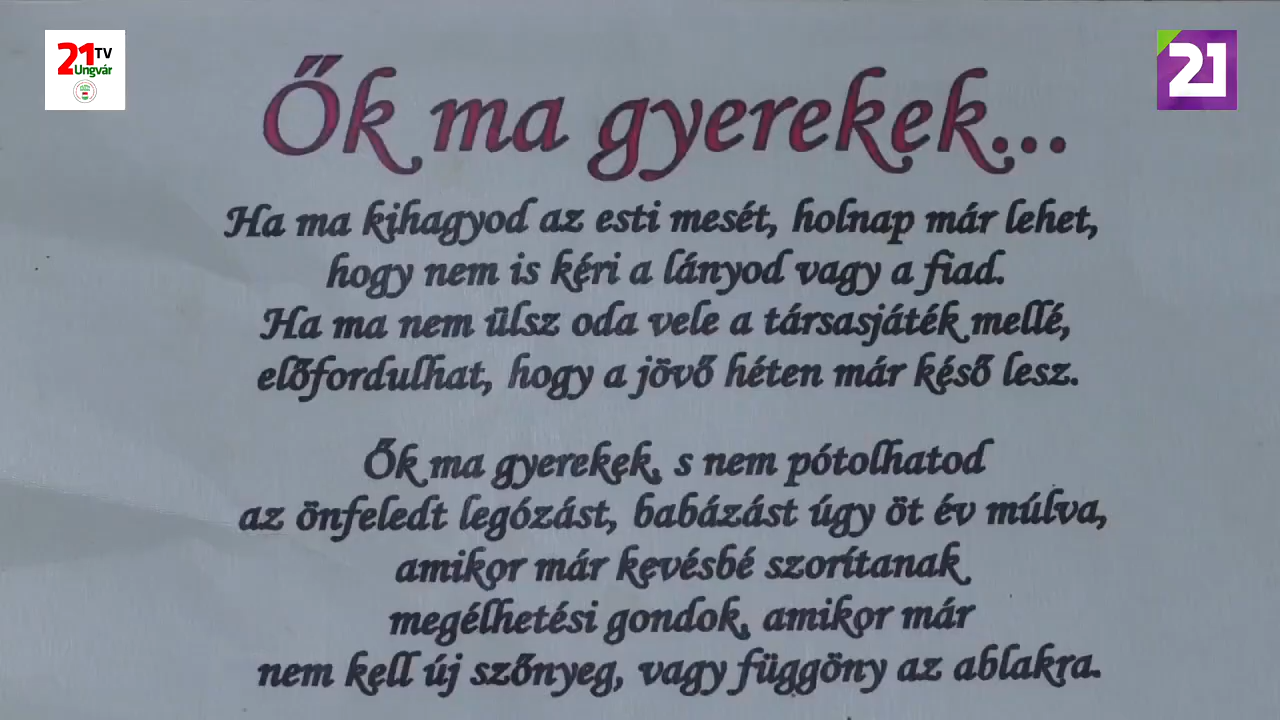 21 TV
Ungvár
21
Ők ma gyerekek...
Ha ma kihagyod az esti mesét, holnap már lehet,
hogy nem is kéri a lányod vagy a fiad.
Ha ma nem ülsz oda vele a társasjáték mellé,
előfordulhat, hogy a jövő héten már késő lesz.
Ők ma gyerekek, s nem pótolhatod
az önfeledt legózást, babázást úgy öt év múlva,
amikor már kevésbé szorítanak
megélhetési gondok, amikor már
nem kell új szőnyeg, vagy függöny az ablakra.